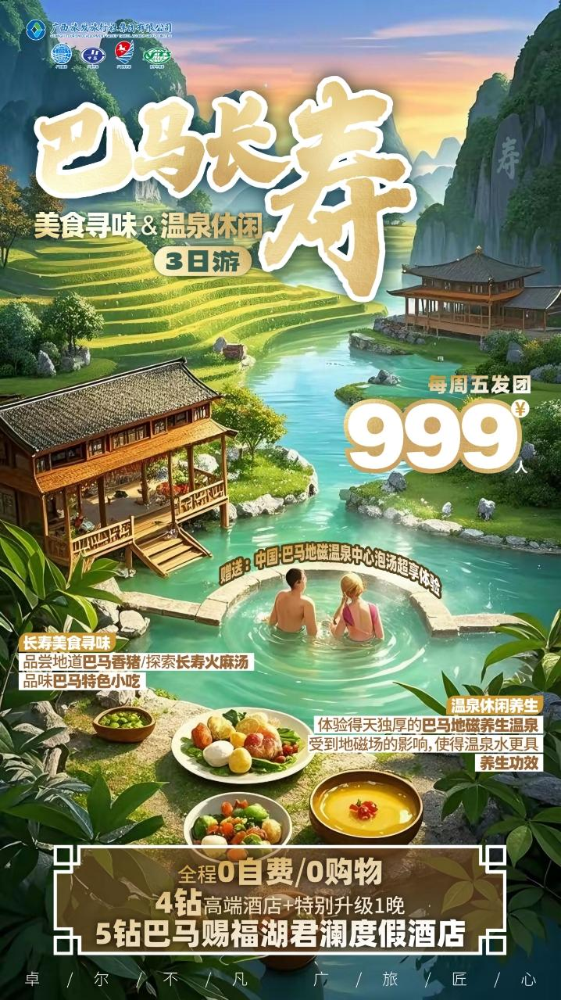 广西旅发旅行社集团有限公司
巴马长寿
寿
美食寻味&温泉休闲
3日游
每周五发团
999
¥
人
赠送：中国·巴马地磁温泉中心泡汤超享体验
长寿美食寻味
品尝地道巴马香猪/探索长寿火麻汤
品味巴马特色小吃
温泉休闲养生
体验得天独厚的巴马地磁养生温泉
受到地磁场的影响,使得温泉水更具
养生功效
全程0自费/0购物
4钻高端酒店+特别升级1晚
5钻巴马赐福湖君澜度假酒店
卓/尔/不/凡 广/旅/匠/心